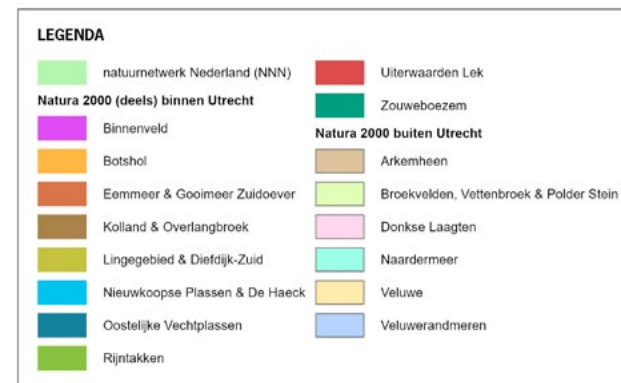 LEGENDA
natuurnetwerk Nederland (NNN)
Natura 2000 (deels) binnen Utrecht
Binnenveld
Botshol
Eemmeer & Gooimeer Zuidoever
Kolland & Overlangbroek
Lingegebied & Diefdijk-Zuid
Nieuwkoopse Plassen & De Haeck
Oostelijke Vechtplassen
Rijntakken
Uiterwaarden Lek
Zouweboezem
Natura 2000 buiten Utrecht
Arkemheen
Broekvelden, Vettenbroek & Polder Stein
Donkse Laagten
Naardermeer
Veluwe
Veluwerandmeren